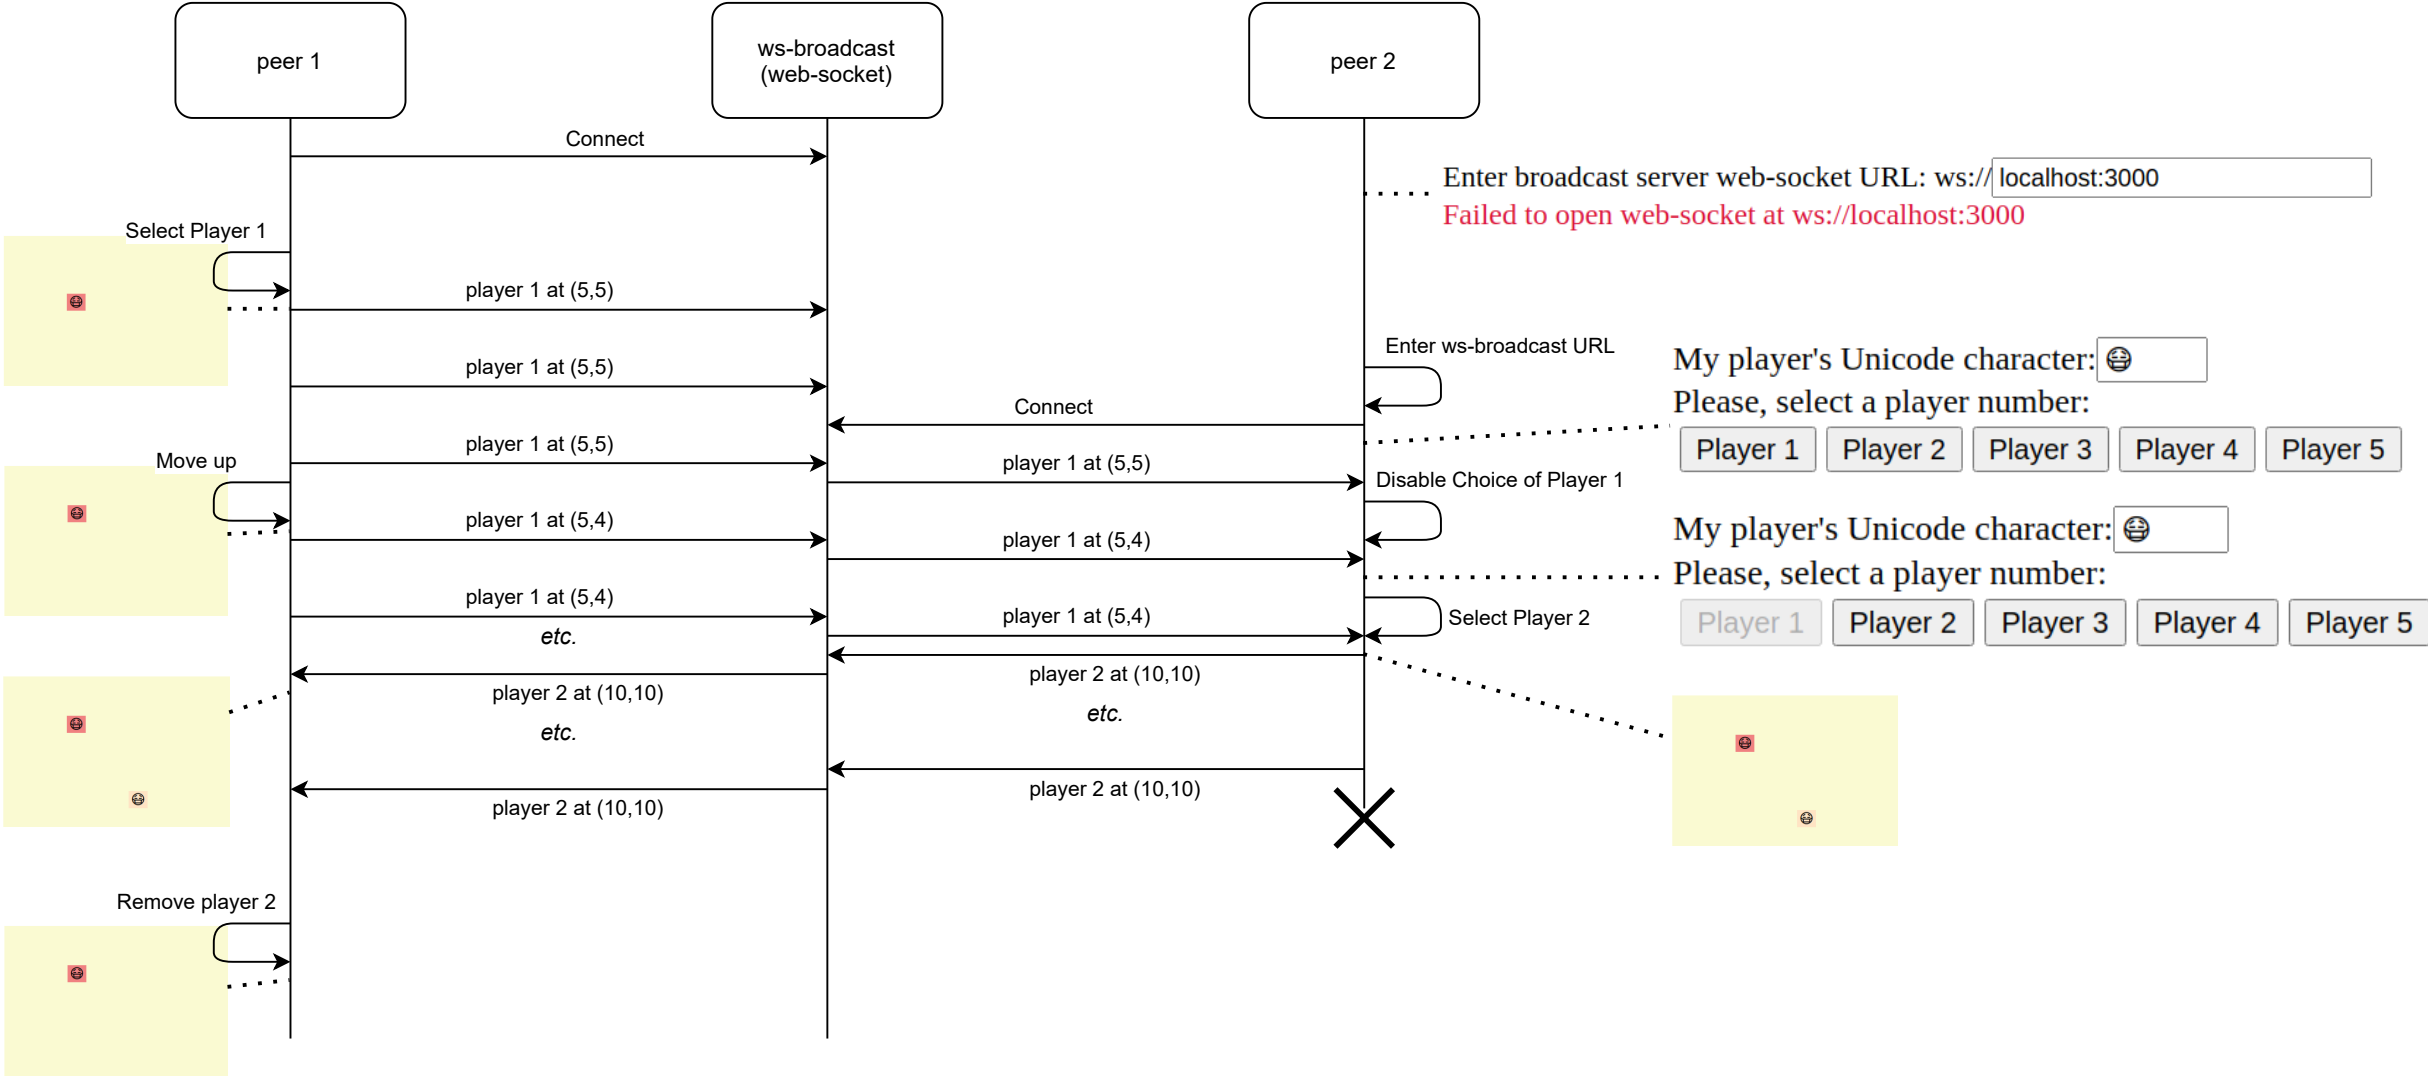 peer 1
ws-broadcast
(web-socket)
peer 2
Connect
Enter broadcast server web-socket URL: ws://localhost:3000
Failed to open web-socket at ws://localhost:3000
Select Player 1
player 1 at (5,5)
Enter ws-broadcast URL
My player's Unicode character:😷
player 1 at (5,5)
Please, select a player number:
Connect
Player 1 Player 2 Player 3 Player 4 Player 5
player 1 at (5,5)
Move up
player 1 at (5,5)
Disable Choice of Player 1
player 1 at (5,4)
My player's Unicode character:😷
player 1 at (5,4)
Please, select a player number:
player 1 at (5,4)
player 1 at (5,4)
Select Player 2
Player 1 Player 2 Player 3 Player 4 Player 5
etc.
player 2 at (10,10)
player 2 at (10,10)
etc.
etc.
player 2 at (10,10)
player 2 at (10,10)
Remove player 2